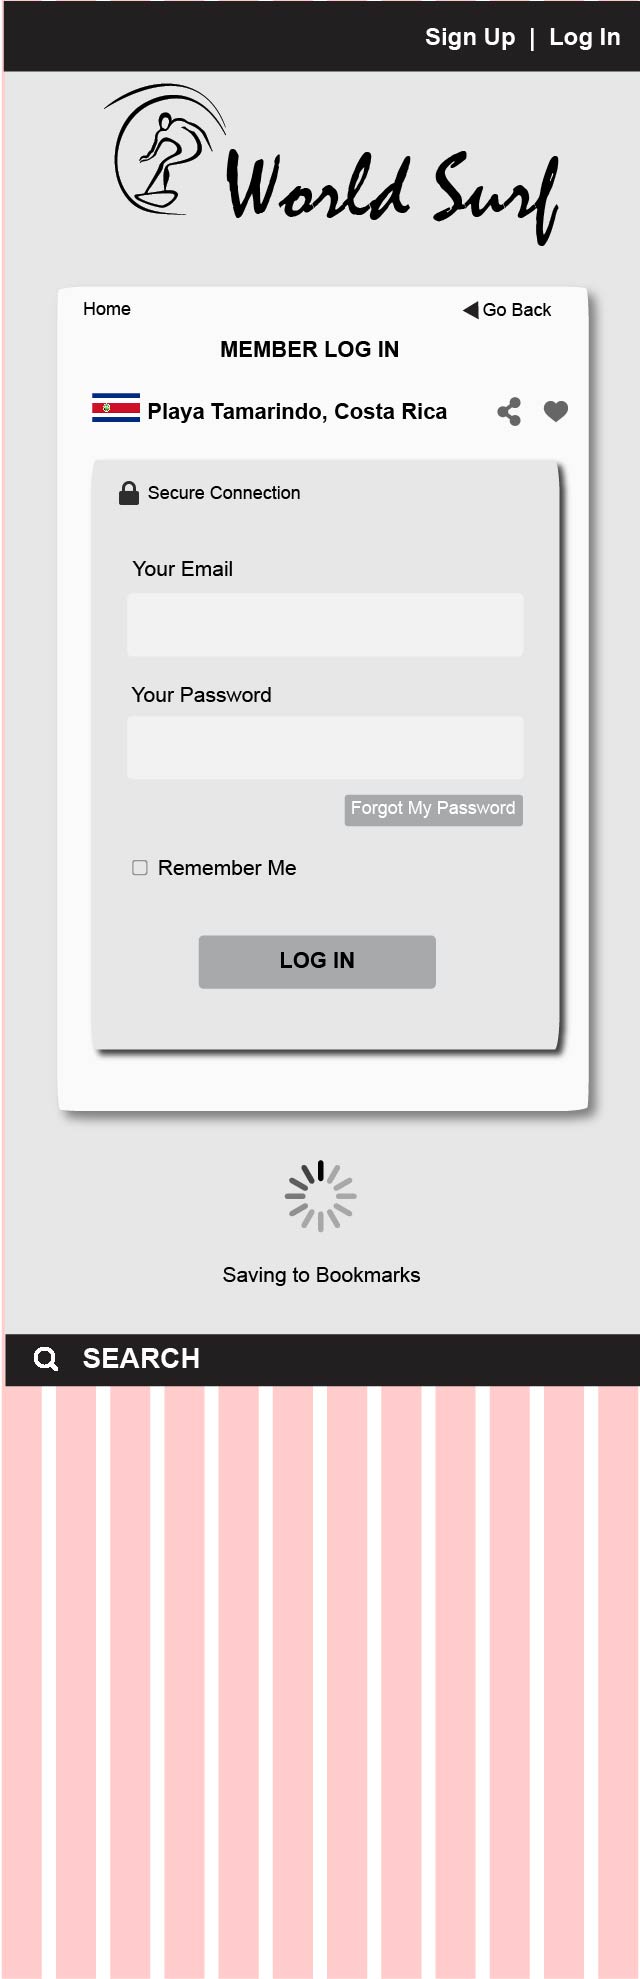 Sign Up | Log In
World Surf
Home
Go Back
MEMBER LOG IN
Playa Tamarindo, Costa Rica
Secure Connection
Your Email
Your Password
Forgot My Password
Remember Me
LOG IN
Saving to Bookmarks
SEARCH